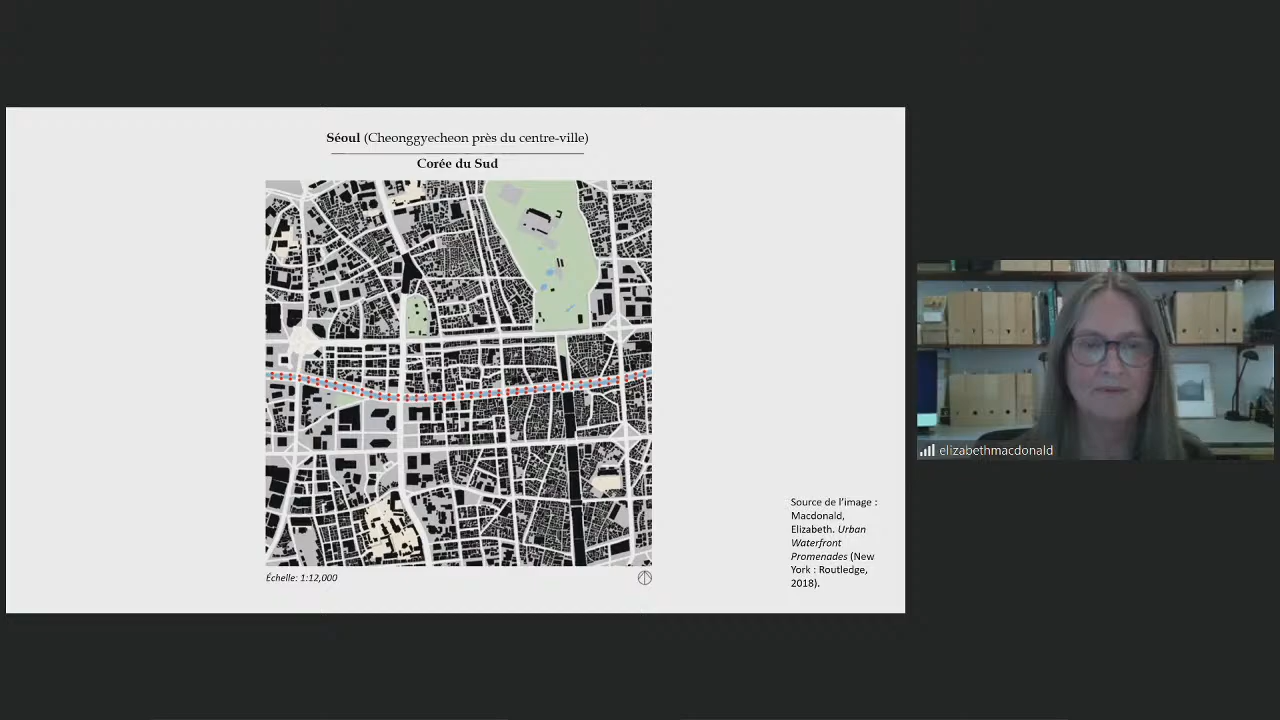 Séoul (Cheonggyecheon près du centre-ville)
Corée du Sud
Échelle: 1:12,000
Source de l'image :
Macdonald,
Elizabeth. Urban
Waterfront
Promenades (New
York : Routledge,
2018).
elizabethmacdonald